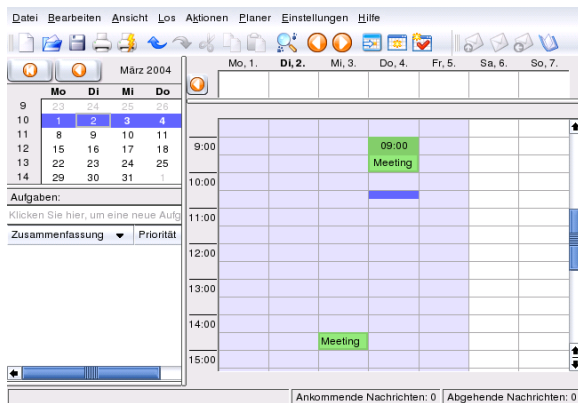 Datei Bearbeiten Ansicht Los Aktionen Planer Einstellungen Hilfe
März 2004
Mo Di Mi Do
9 23 24 25 26
10 1 2 3 4
11 8 9 10 11
12 15 16 17 18
13 22 23 24 25
14 29 30 31 1
Aufgaben:
Klicken Sie hier, um eine neue Aufg
Zusammenfassung Priorität
Mo, 1. Di, 2. Mi, 3. Do, 4. Fr, 5. Sa, 6. So, 7.
9:00
09:00
Meeting
10:00
11:00
12:00
13:00
14:00
Meeting
15:00
Ankommende Nachrichten: 0 Abgehende Nachrichten: 0